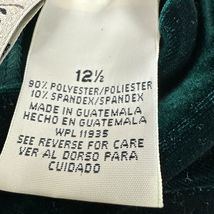 12½
90% POLYESTER/POLIESTER
10% SPANDEX/SPANDEX
MADE IN GUATEMALA
HECHO EN GUATEMALA
WPL 11935
SEE REVERSE FOR CARE
VER AL DORSO PARA
CUIDADO